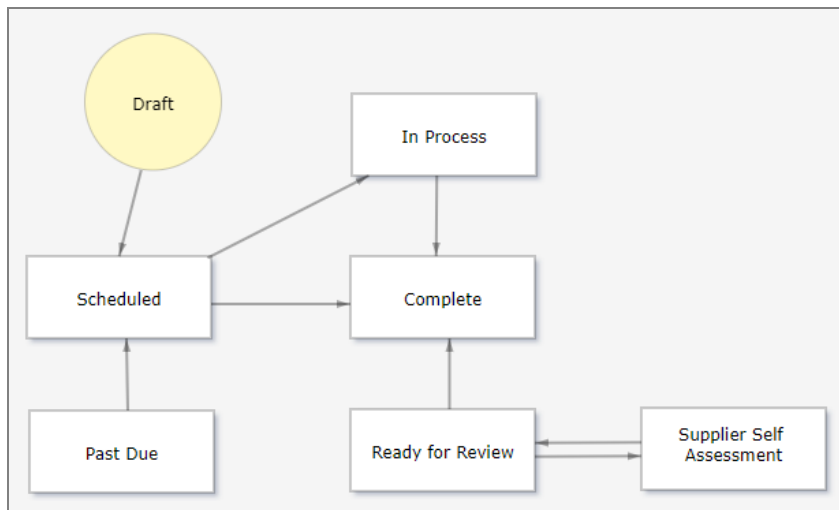 Draft
In Process
Scheduled
Complete
Past Due
Ready for Review
Supplier Self
Assessment